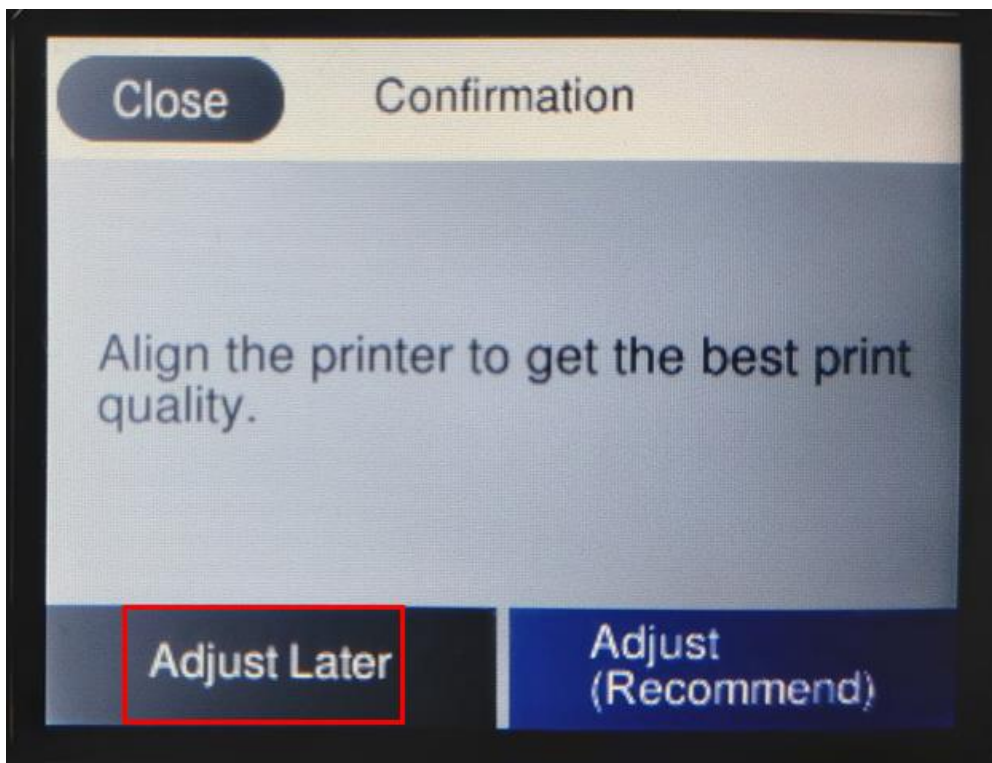 Close
Confirmation
Align the printer to get the best print
quality.
Adjust Later
Adjust
(Recommend)